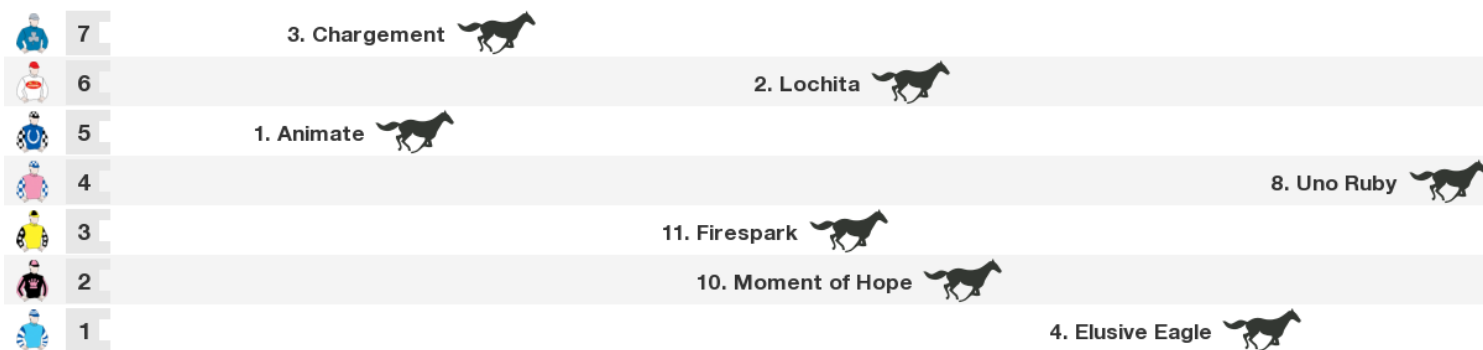 7 3. Chargement
6 2. Lochita
5 1. Animate
4 8. Uno Ruby
3 11. Firespark
2 10. Moment of Hope
1 4. Elusive Eagle